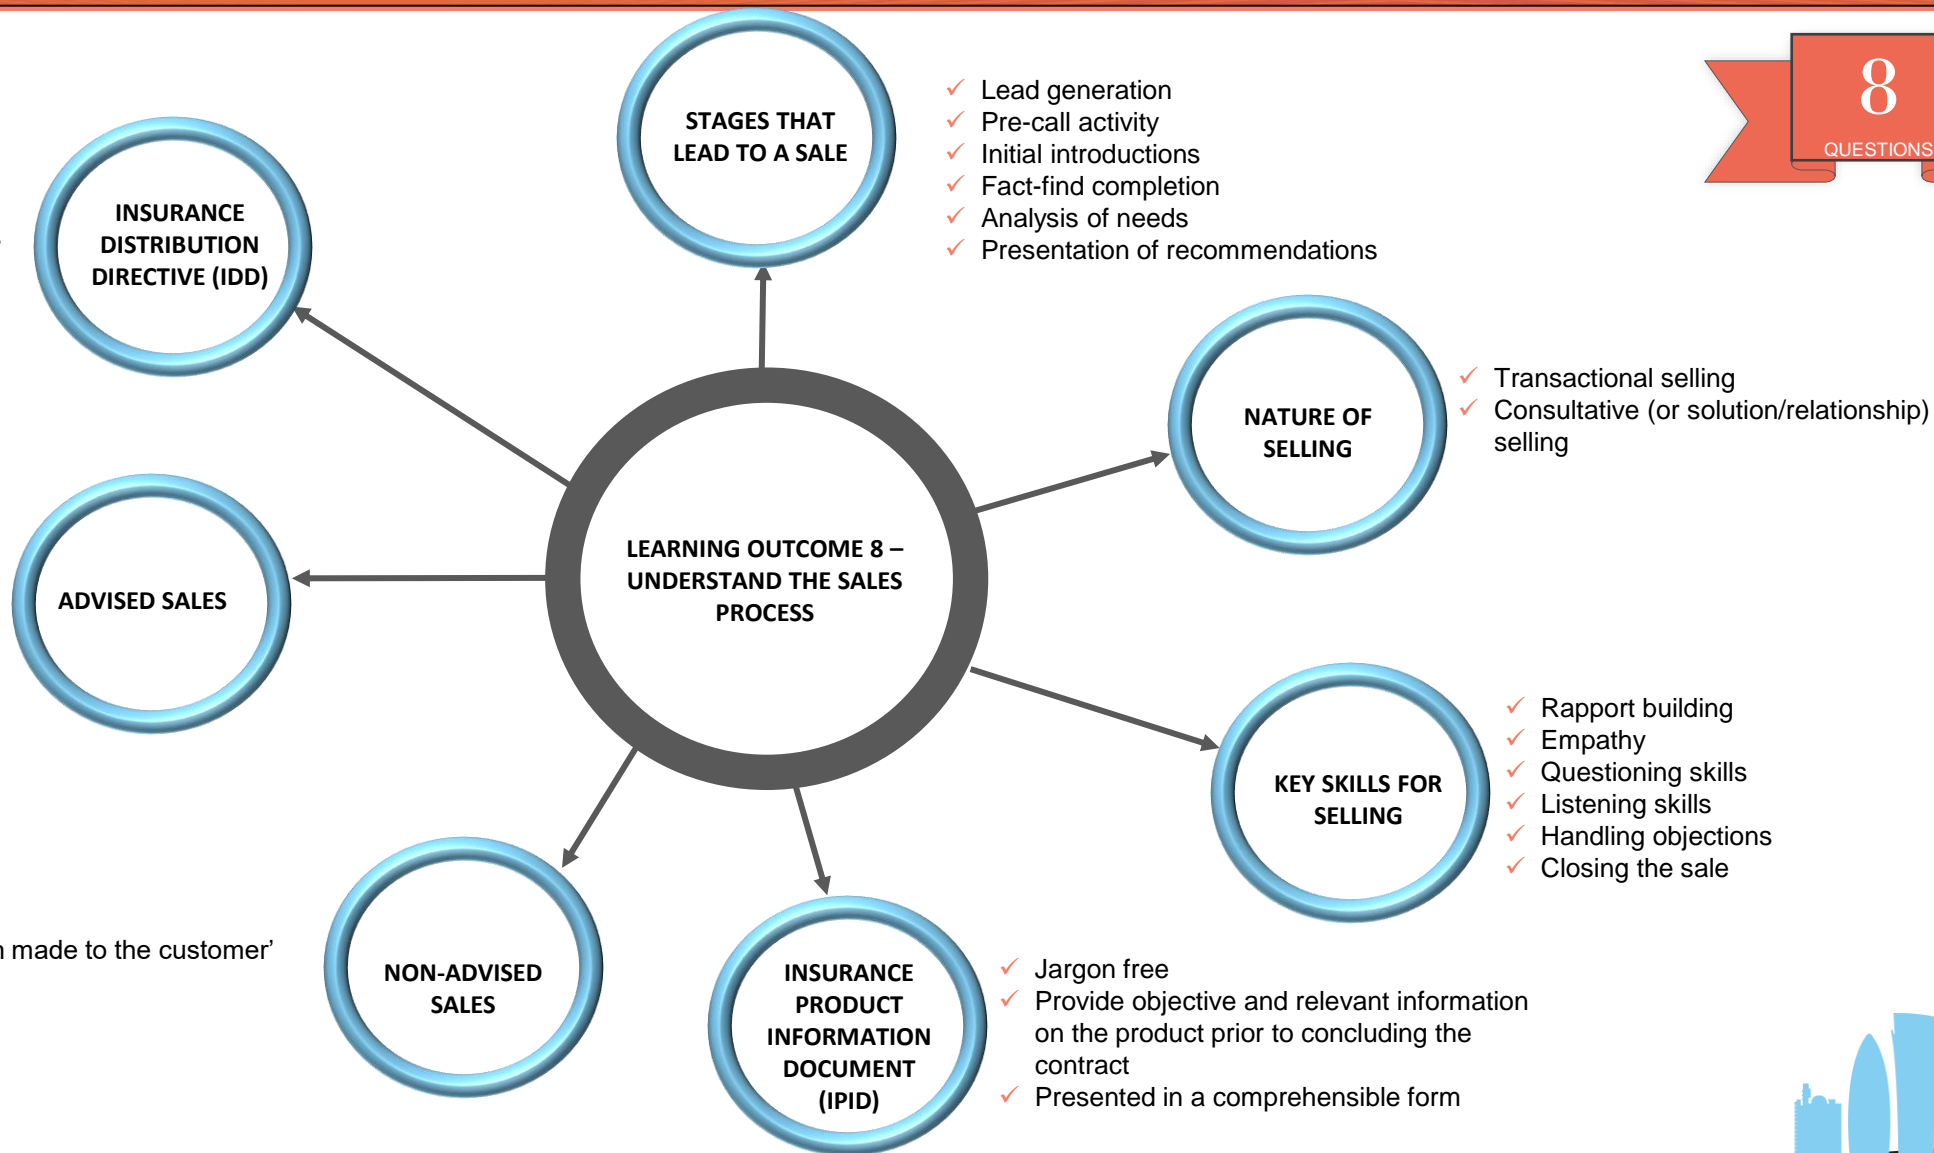 STAGES THAT
LEAD TO A SALE
Lead generation
Pre-call activity
Initial introductions
Fact-find completion
Analysis of needs
Presentation of recommendations
8
QUESTIONS
INSURANCE
DISTRIBUTION
DIRECTIVE (IDD)
NATURE OF
SELLING
Transactional selling
Consultative (or solution/relationship)
selling
LEARNING OUTCOME 8 –
UNDERSTAND THE SALES
PROCESS
ADVISED SALES
KEY SKILLS FOR
SELLING
Rapport building
Empathy
Questioning skills
Listening skills
Handling objections
Closing the sale
made to the customer’
NON-ADVISED
SALES
INSURANCE
PRODUCT
INFORMATION
DOCUMENT
(IPID)
Jargon free
Provide objective and relevant information
on the product prior to concluding the
contract
Presented in a comprehensible form